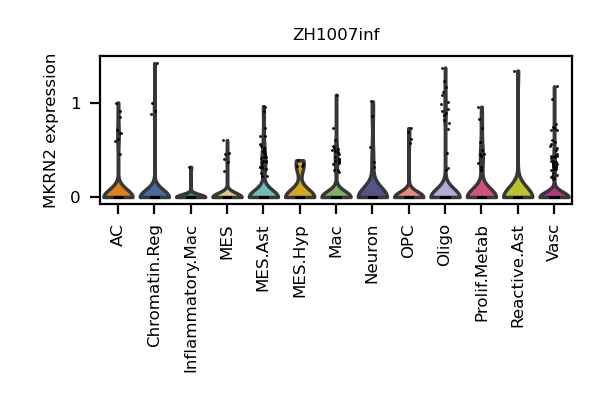 ZH1007inf
MKRN2 expression
1
0
AC
Chromatin.Reg
Inflammatory.Mac
MES
MES.Ast
MES.Hyp
Mac
Neuron
OPC
Oligo
Prolif.Metab
Reactive.Ast
Vasc